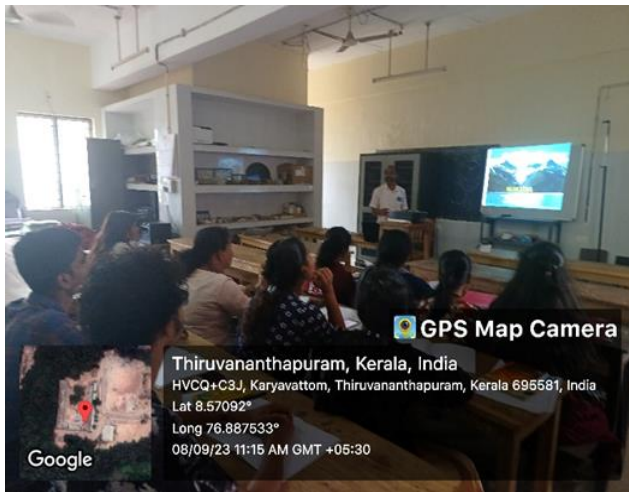 GPS Map Camera
Thiruvananthapuram, Kerala, India
HVCQ+C3J, Karyavattom, Thiruvananthapuram, Kerala 695581, India
Lat 8.57092°
Long 76.887533°
08/09/23 11:15 AM GMT +05:30
Google